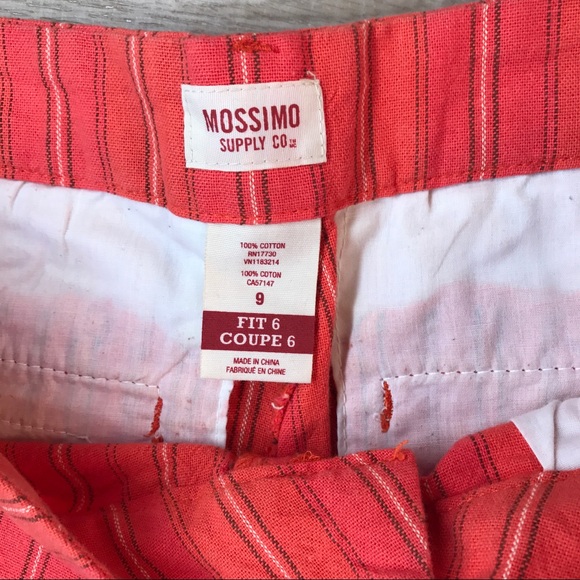 MOSSIMO
SUPPLY CO.
100% COTTON
RN17730
VN1183214
100% COTON
CA57147
9
FIT 6
COUPE 6
MADE IN CHINA
FABRIQUÉ EN CHINE